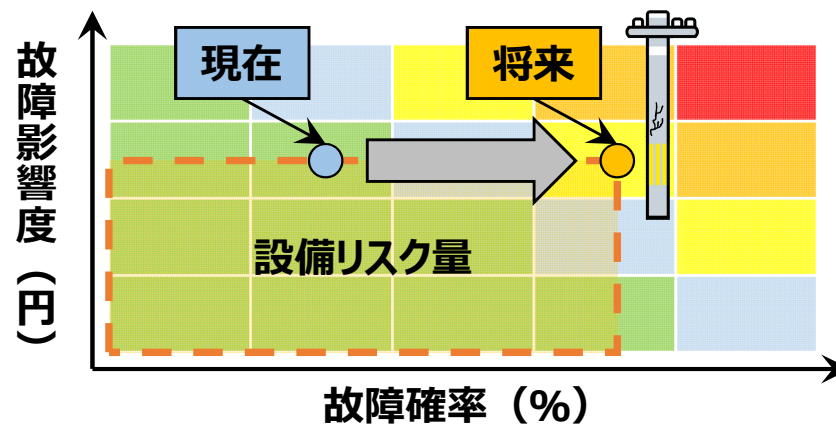 現在
将来
故障影響度（円）
設備リスク量
故障確率（%）